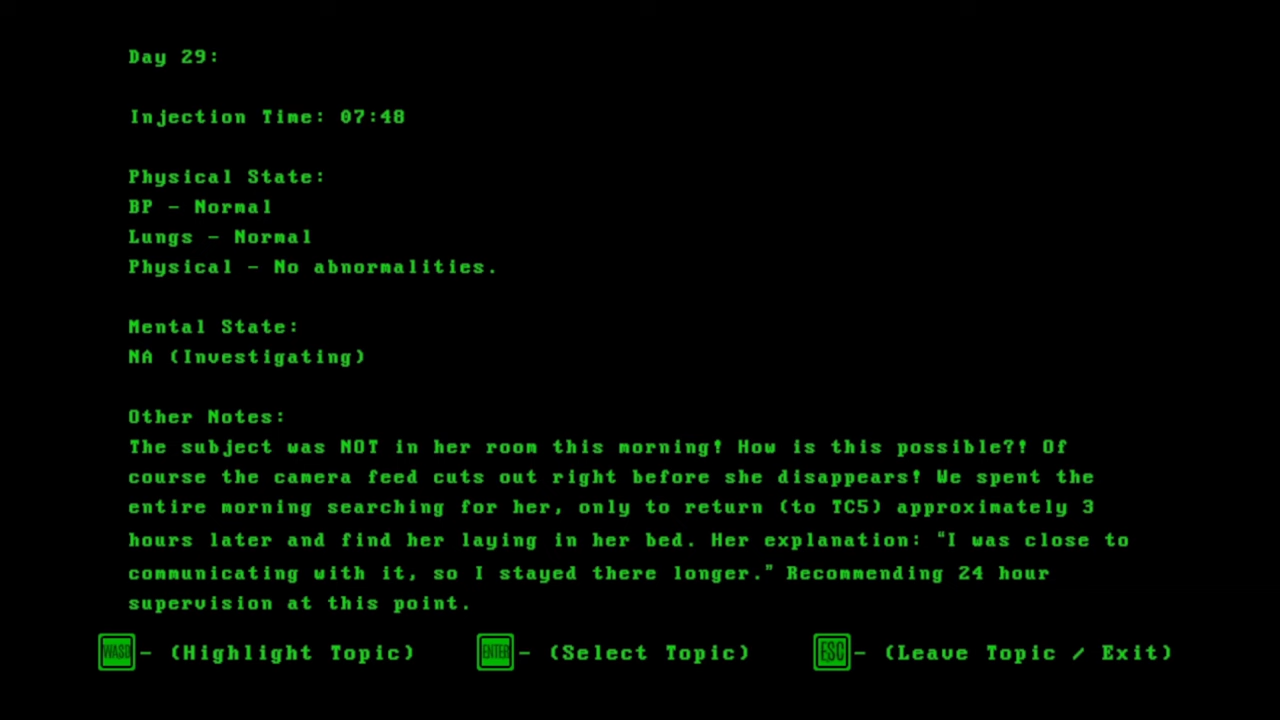 Day 29:
Injection Time: 07:48
Physical State:
BP - Normal
Lungs - Normal
Physical - No abnormalities.
Mental State:
NA (Investigating)
Other Notes:
The subject was NOT in her room this morning! How is this possible?! Of
course the camera feed cuts out right before she disappears! We spent the
entire morning searching for her, only to return (to TC5) approximately 3
hours later and find her laying in her bed. Her explanation: "I was close to
communicating with it, so I stayed there longer." Recommending 24 hour
supervision at this point.
WASD - (Highlight Topic) ENTER - (Select Topic) ESC - (Leave Topic / Exit)